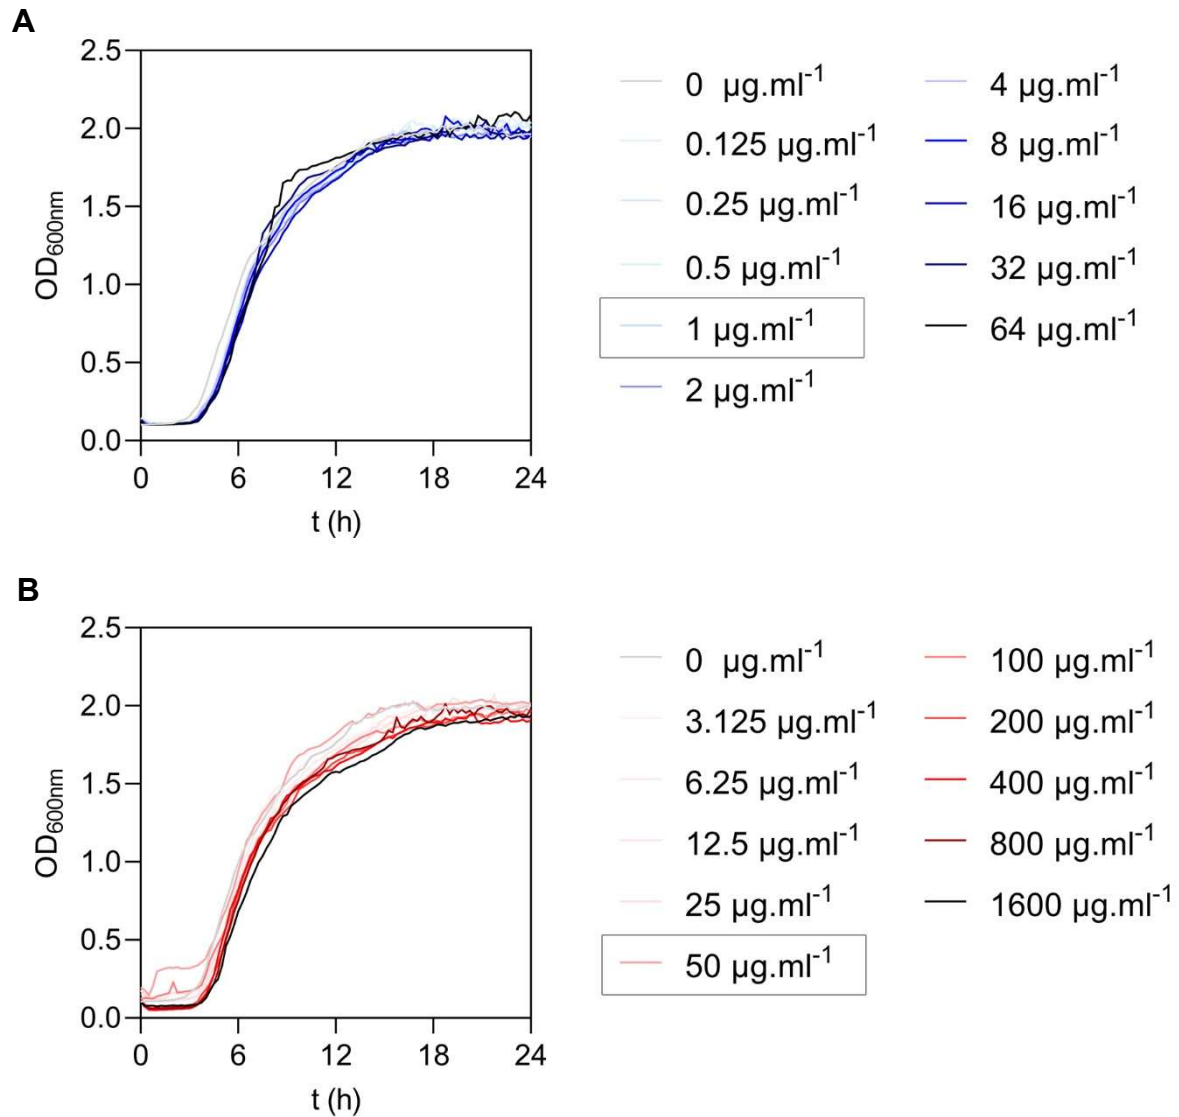 A
2.5
2.0
1.5
1.0
0.5
0.0
OD600nm
0 6 12 18 24
t (h)
0 µg.ml-1
0.125 µg.ml-1
0.25 µg.ml-1
0.5 µg.ml-1
1 µg.ml-1
2 µg.ml-1
4 µg.ml-1
8 µg.ml-1
16 µg.ml-1
32 µg.ml-1
64 µg.ml-1
B
2.5
2.0
1.5
1.0
0.5
0.0
OD600nm
0 6 12 18 24
t (h)
0 µg.ml-1
3.125 µg.ml-1
6.25 µg.ml-1
12.5 µg.ml-1
25 µg.ml-1
50 µg.ml-1
100 µg.ml-1
200 µg.ml-1
400 µg.ml-1
800 µg.ml-1
1600 µg.ml-1